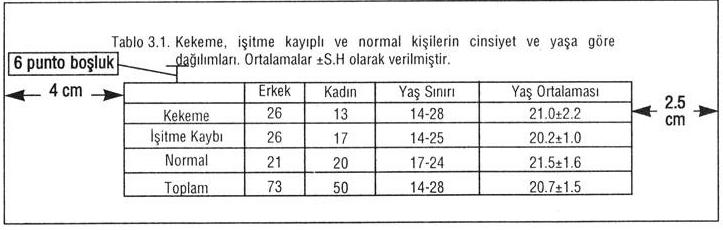 Tablo 3.1. Kekeme, işitme kayıplı ve normal kişilerin cinsiyet ve yaşa göre
dağılımları. Ortalamalar ±S.H olarak verilmiştir.
6 punto boşluk
4 cm
2.5
cm
Erkek Kadın Yaş Sınırı Yaş Ortalaması
Kekeme 26 13 14-28 21.0±2.2
İşitme Kaybı 26 17 14-25 20.2±1.0
Normal 21 20 17-24 21.5±1.6
Toplam 73 50 14-28 20.7±1.5